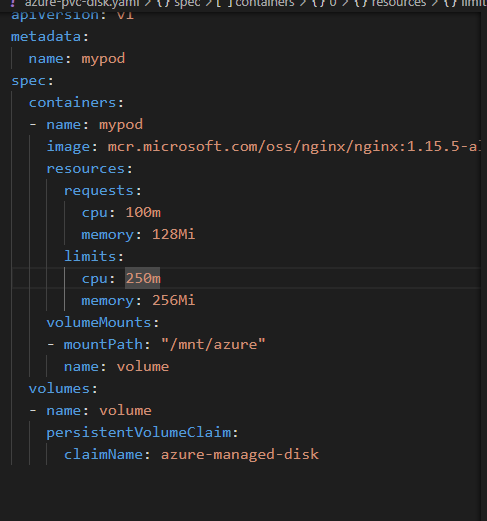 ! azure-pvc-disk.yaml > {} spec > [ ] containers > {} 0 > {} resources > {} limit
apiVersion: v1
metadata:
  name: mypod
spec:
  containers:
  - name: mypod
    image: mcr.microsoft.com/oss/nginx/nginx:1.15.5-al
    resources:
      requests:
        cpu: 100m
        memory: 128Mi
      limits:
        cpu: 250m
        memory: 256Mi
    volumeMounts:
    - mountPath: "/mnt/azure"
      name: volume
  volumes:
  - name: volume
    persistentVolumeClaim:
      claimName: azure-managed-disk